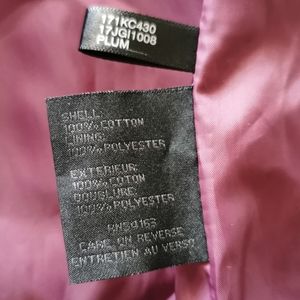 171KC430
17JGI1008
PLUM
SHELL:
100% COTTON
LINING:
100% POLYESTER
EXTERIEUR:
100% COTON
DOUBLURE:
100% POLYESTER
CARE ON REVERSE
ENTRETIEN AU VERSO